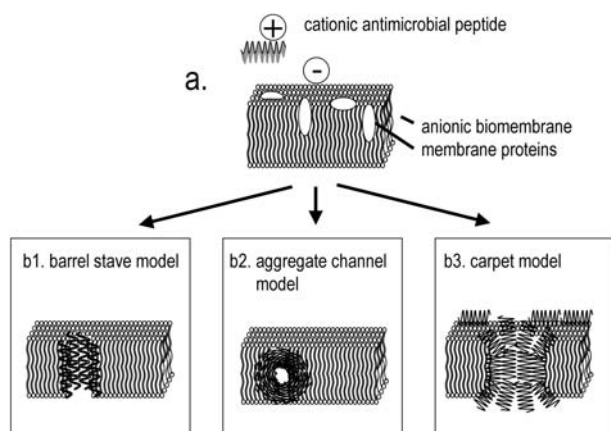 +
cationic antimicrobial peptide
a.
-
anionic biomembrane
membrane proteins
b1. barrel stave model
b2. aggregate channel
model
b3. carpet model